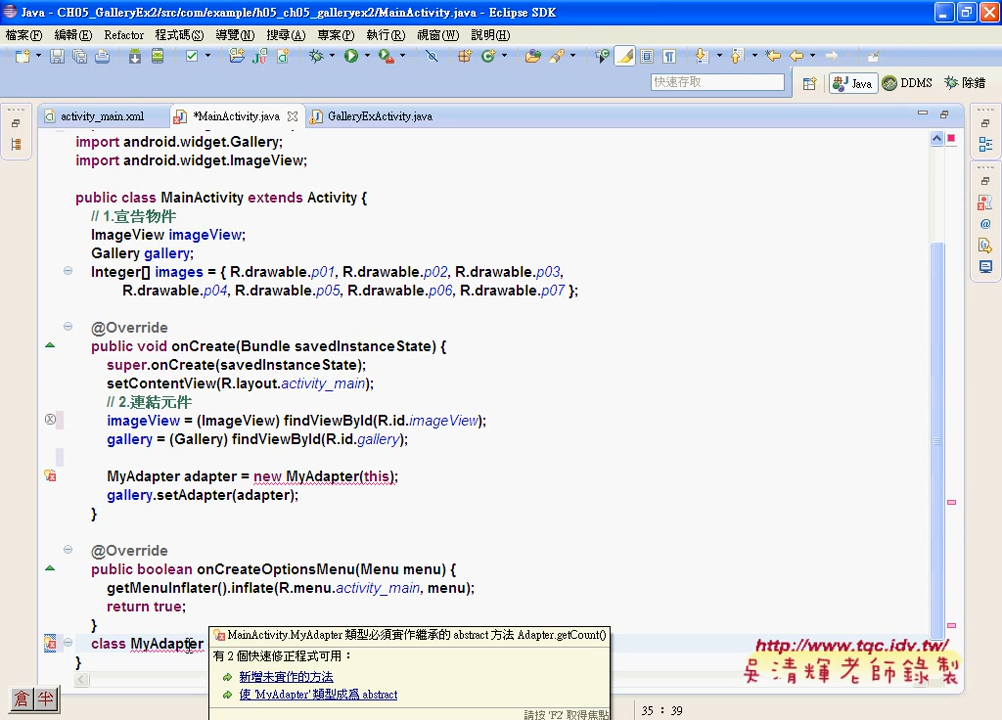 Java - CH05_GalleryEx2/src/com/example/h05_ch05_galleryex2/MainActivity.java - Eclipse SDK
檔案(F) 編輯(E) Refactor 程式碼(S) 導覽(N) 搜尋(A) 專案(P) 執行(R) 視窗(W) 說明(H)
快速存取 Java DDMS 除錯
activity_main.xml *MainActivity.java GalleryExActivity.java
import android.widget.Gallery;
import android.widget.ImageView;
public class MainActivity extends Activity {
// 1.宣告物件
ImageView imageView;
Gallery gallery;
Integer[] images = { R.drawable.p01, R.drawable.p02, R.drawable.p03,
R.drawable.p04, R.drawable.p05, R.drawable.p06, R.drawable.p07 };
@Override
public void onCreate(Bundle savedInstanceState) {
super.onCreate(savedInstanceState);
setContentView(R.layout.activity_main);
// 2.連結元件
imageView = (ImageView) findViewById(R.id.imageView);
gallery = (Gallery) findViewById(R.id.gallery);
MyAdapter adapter = new MyAdapter(this);
gallery.setAdapter(adapter);
}
@Override
public boolean onCreateOptionsMenu(Menu menu) {
getMenuInflater().inflate(R.menu.activity_main, menu);
return true;
}
class MyAdapter
}
MainActivity.MyAdapter 類型必須實作繼承的 abstract 方法 Adapter.getCount()
有 2 個快速修正程式可用：
新增未實作的方法
使 'MyAdapter' 類型成為 abstract
請按 'F2' 取得焦點
http://www.tqc.idv.tw/
吳清輝老師錄製
倉 半
35 : 39